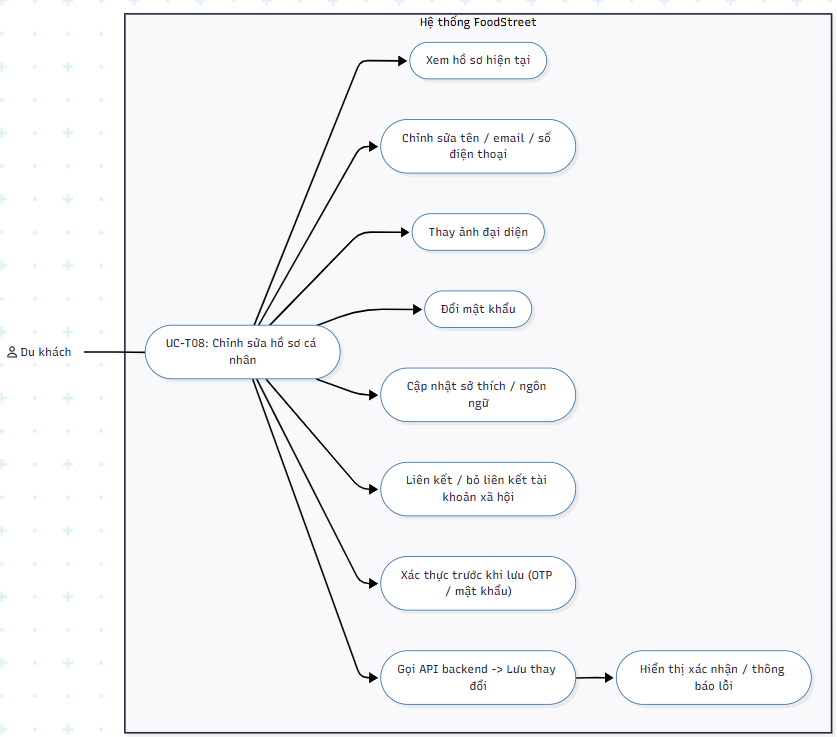 Hệ thống FoodStreet
Xem hồ sơ hiện tại
Chỉnh sửa tên / email / số
điện thoại
Thay ảnh đại diện
Đổi mật khẩu
UC-T08: Chỉnh sửa hồ sơ cá
nhân
Du khách
Cập nhật sở thích / ngôn
ngữ
Liên kết / bỏ liên kết tài
khoản xã hội
Xác thực trước khi lưu (OTP
/ mật khẩu)
Gọi API backend -> Lưu thay
đổi
Hiển thị xác nhận / thông
báo lỗi